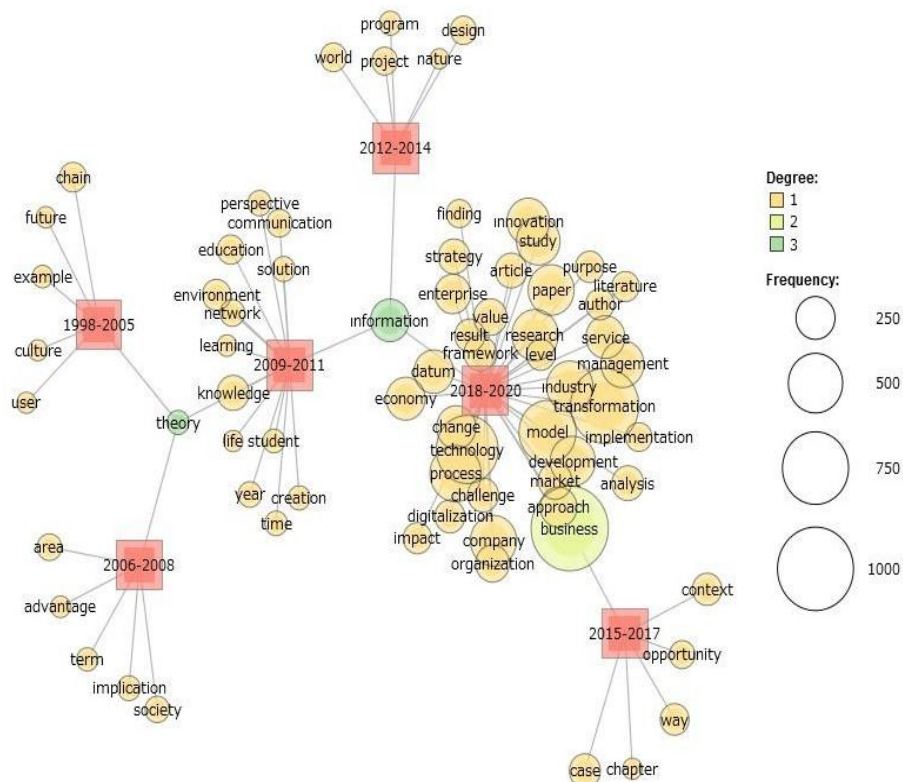 program
design
world
project
nature
2012-2014
chain
future
example
1998-2005
culture
user
perspective
communication
education
solution
environment
network
learning
2009-2011
knowledge
life
student
year
creation
time
theory
information
finding
innovation
study
strategy
article
purpose
enterprise
paper
literature
author
value
result
research
service
framework
level
management
datum
2018-2020
industry
economy
transformation
change
model
implementation
technology
development
process
market
analysis
challenge
approach
digitalization
business
impact
company
organization
area
2006-2008
advantage
term
implication
society
context
2015-2017
opportunity
way
case
chapter
Degree:
1
2
3
Frequency:
250
500
750
1000